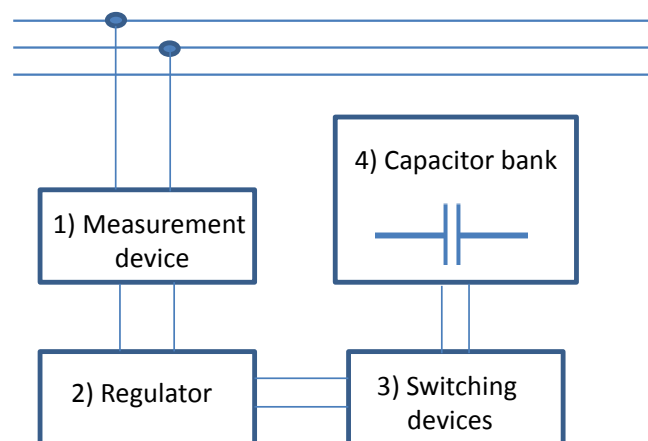 4) Capacitor bank
1) Measurement
device
2) Regulator
3) Switching
devices